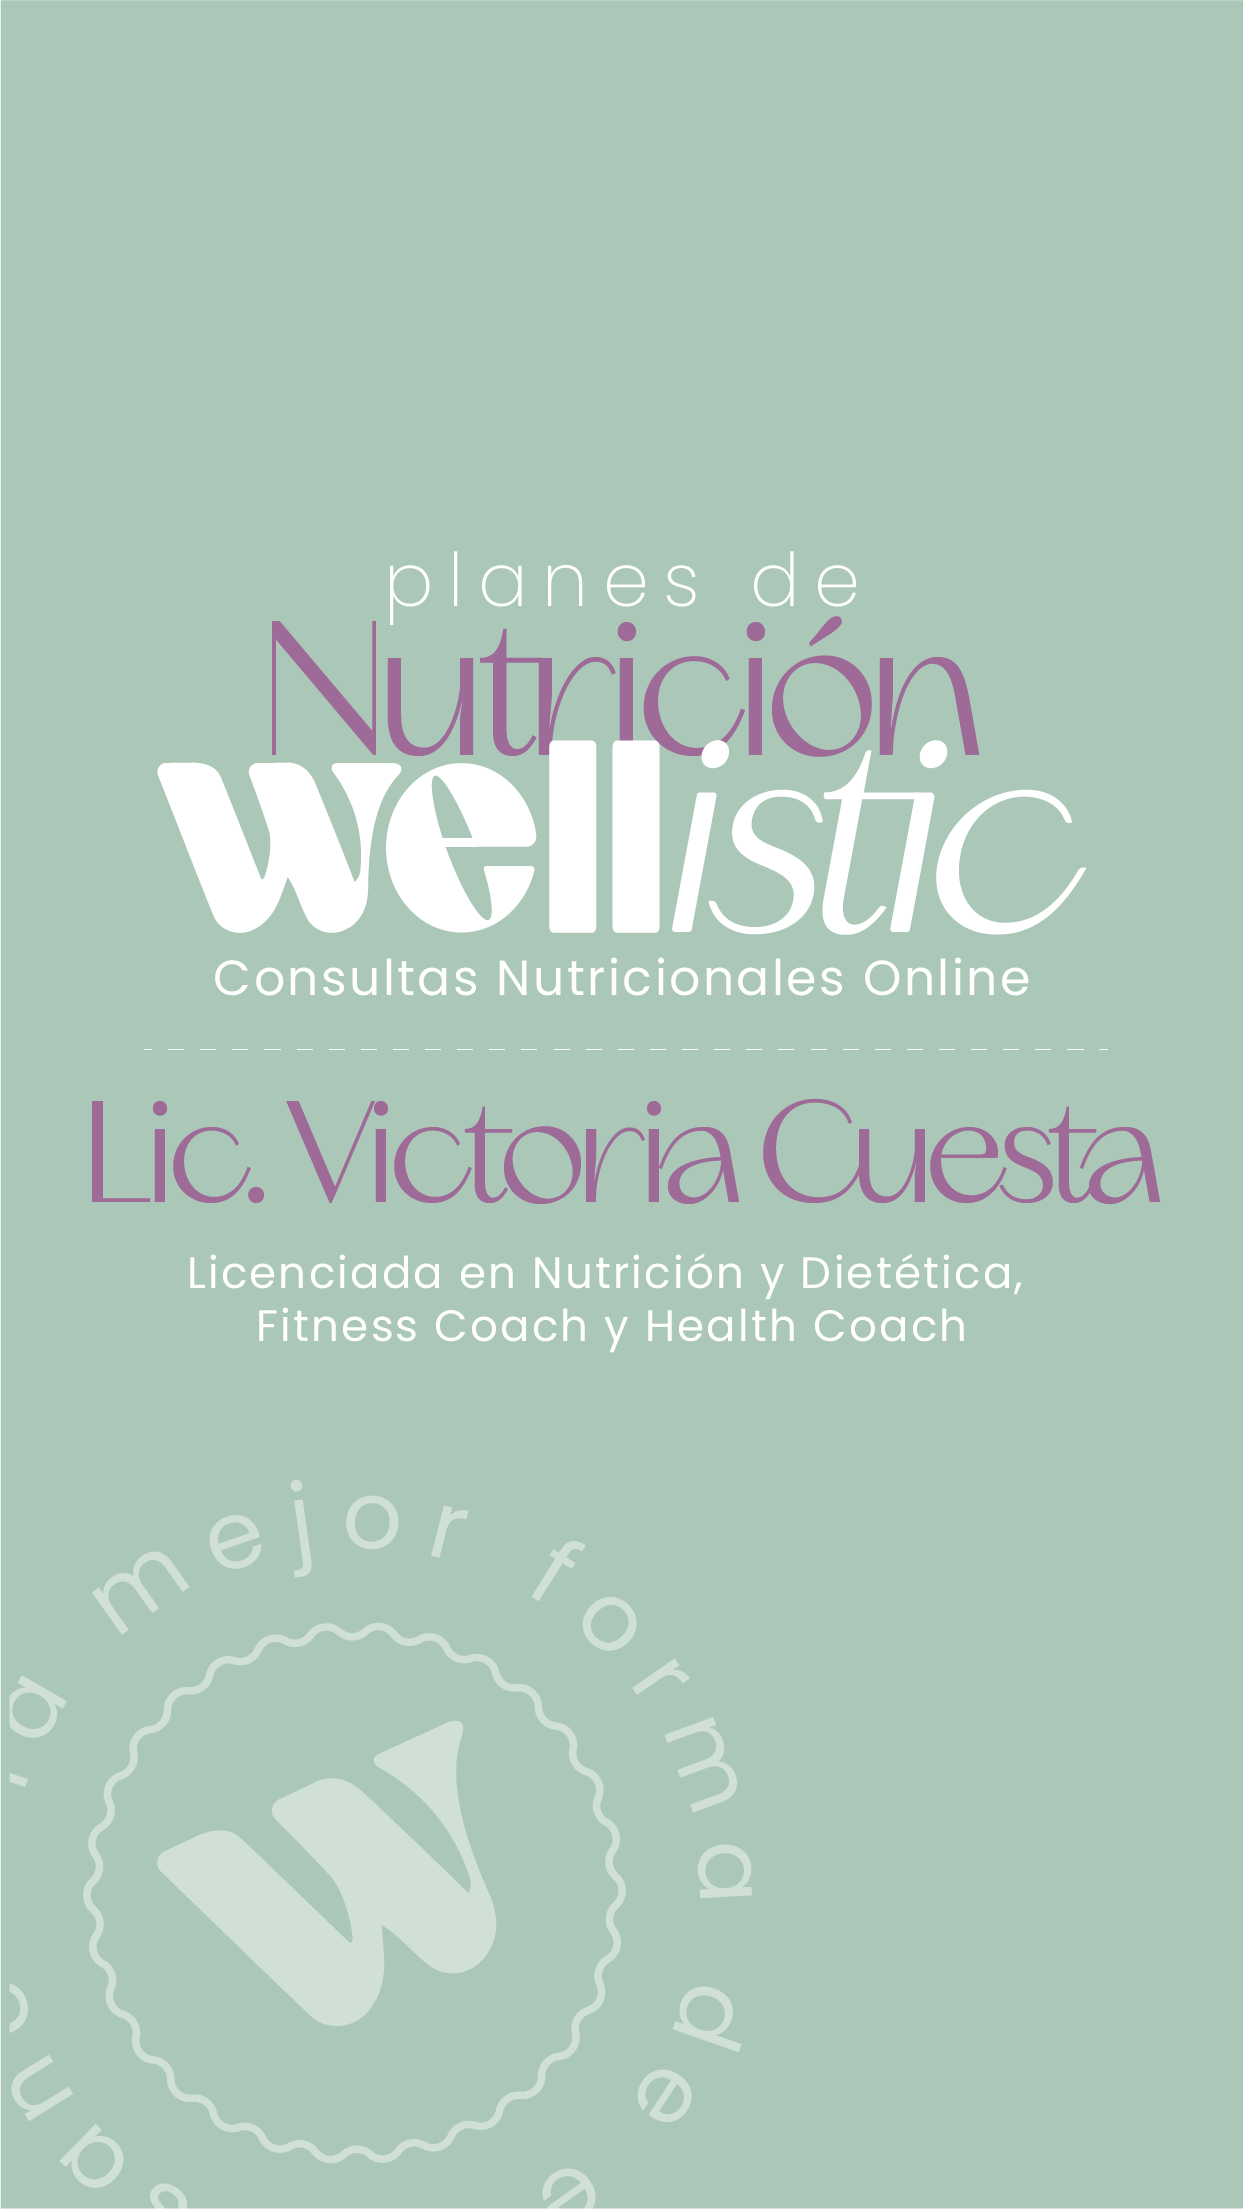 planes de
Nutrición
wellistic
Consultas Nutricionales Online
Lic. Victoria Cuesta
Licenciada en Nutrición y Dietética,
Fitness Coach y Health Coach
mejor forma de
W